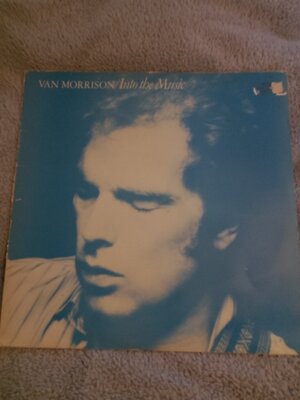 VAN MORRISON/Into the Music